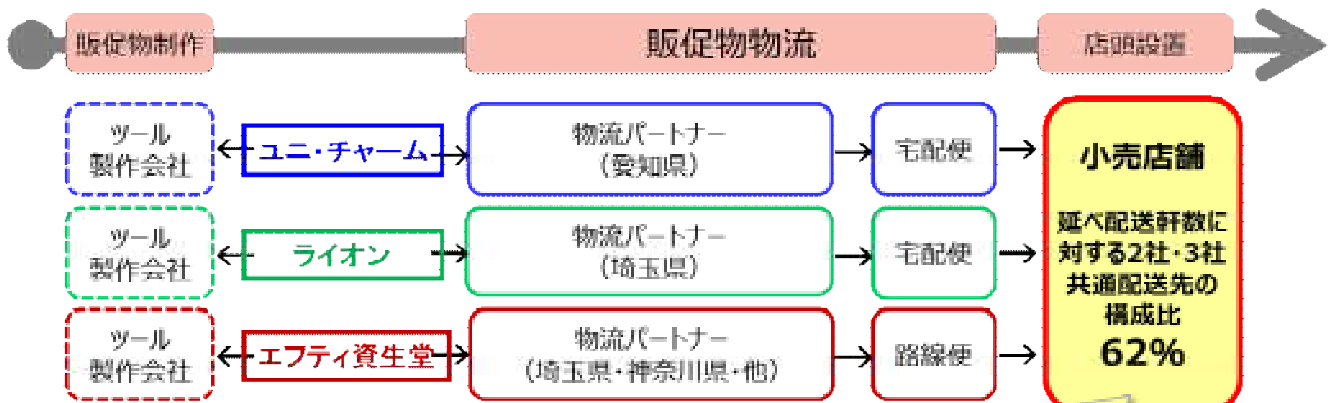 販促物制作
販促物物流
店頭設置
ツール
製作会社
ユニ・チャーム
物流パートナー
(愛知県)
宅配便
ツール
製作会社
ライオン
物流パートナー
(埼玉県)
宅配便
ツール
製作会社
エフティ資生堂
物流パートナー
(埼玉県・神奈川県・他)
路線便
小売店舗
延べ配送軒数に
対する2社・3社
共通配送先の
構成比
62%